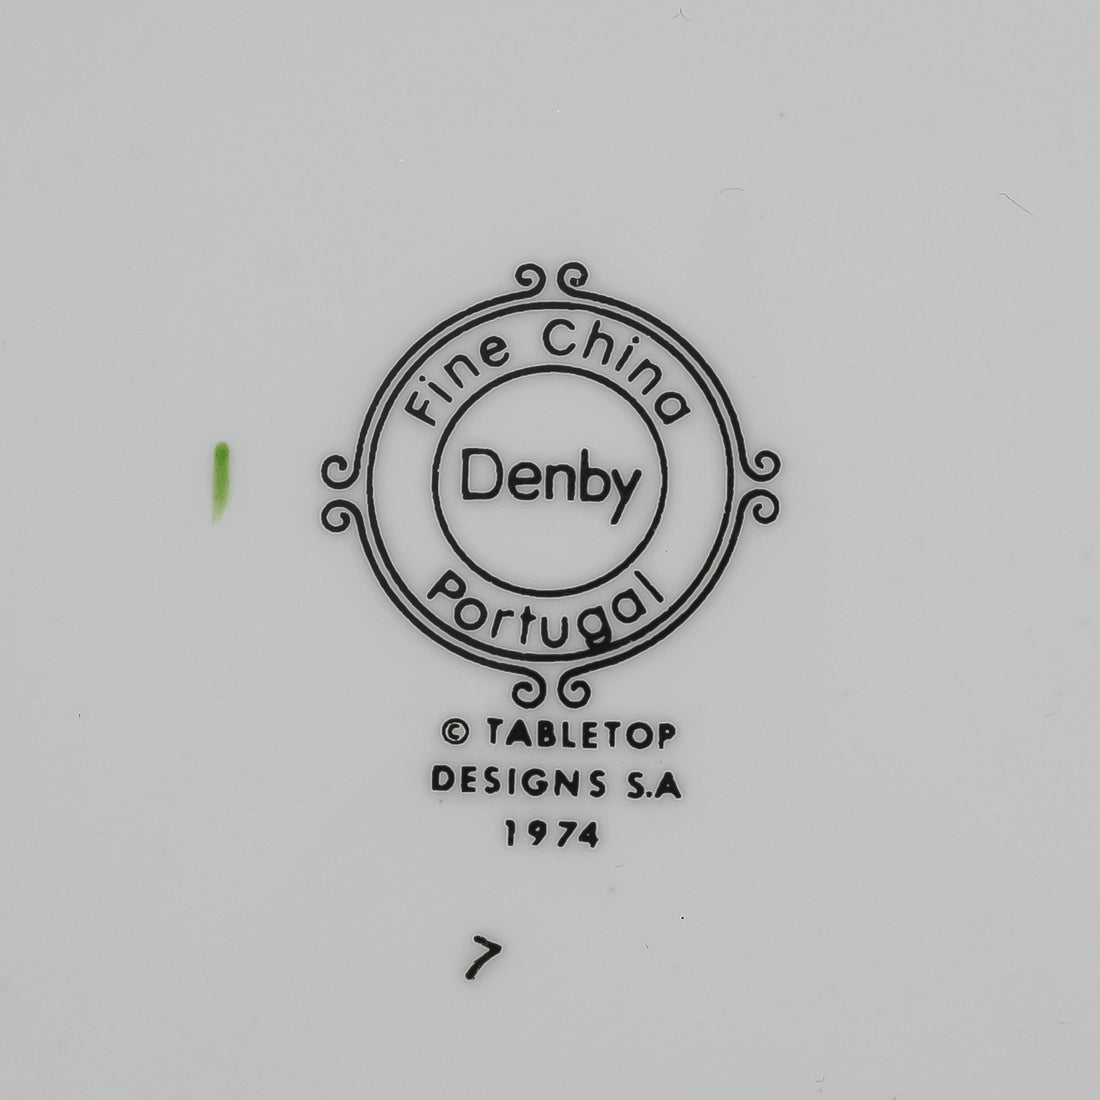 Fine China
Denby
Portugal
© TABLETOP
DESIGNS S.A
1974
7